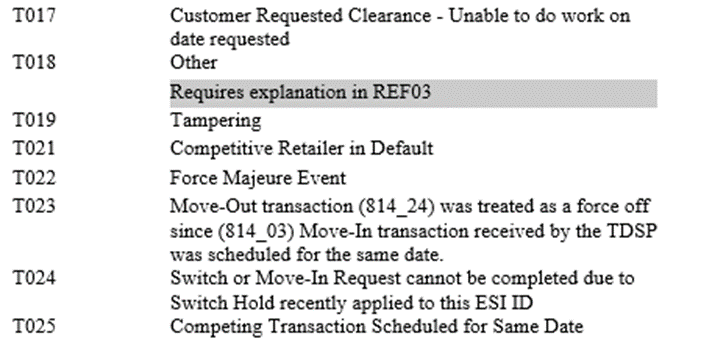 T017 Customer Requested Clearance - Unable to do work on
date requested
T018 Other
Requires explanation in REF03
T019 Tampering
T021 Competitive Retailer in Default
T022 Force Majeure Event
T023 Move-Out transaction (814_24) was treated as a force off
since (814_03) Move-In transaction received by the TDSP
was scheduled for the same date.
T024 Switch or Move-In Request cannot be completed due to
Switch Hold recently applied to this ESI ID
T025 Competing Transaction Scheduled for Same Date